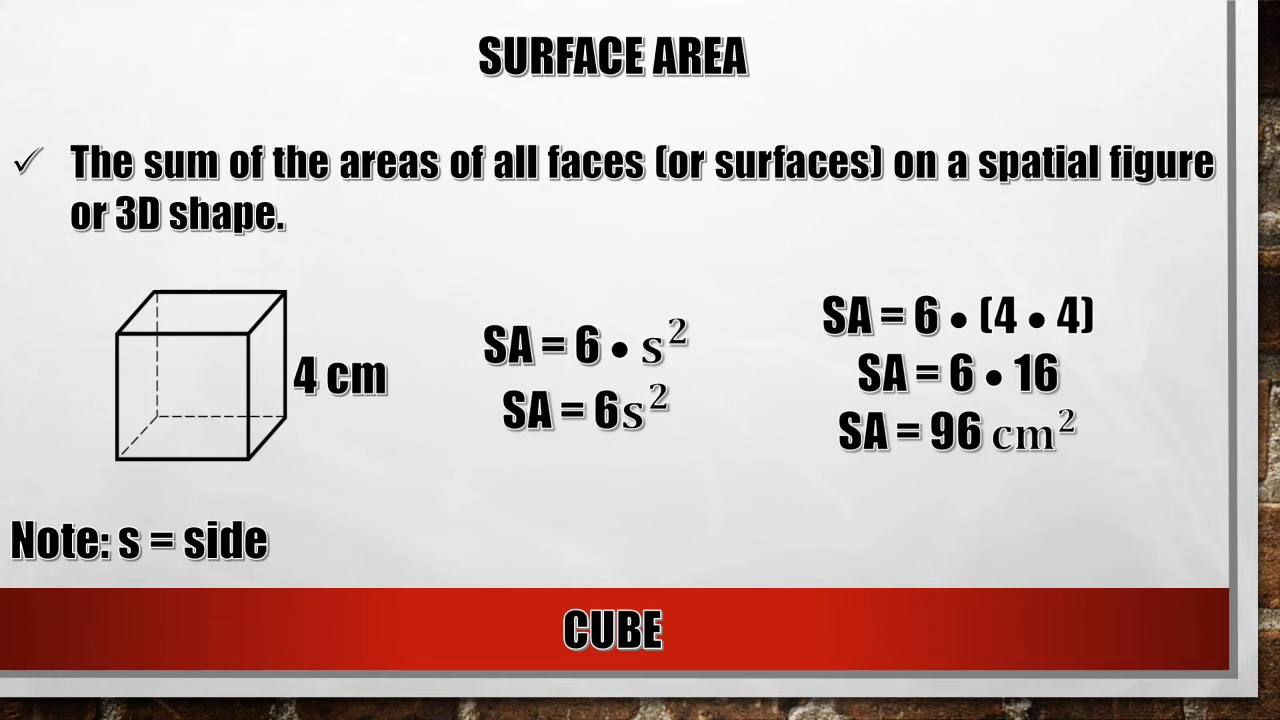 SURFACE AREA
✓ The sum of the areas of all faces (or surfaces) on a spatial figure
or 3D shape.
4 cm
SA = 6 • s²
SA = 6s²
SA = 6 • (4 • 4)
SA = 6 • 16
SA = 96 cm²
Note: s = side
CUBE